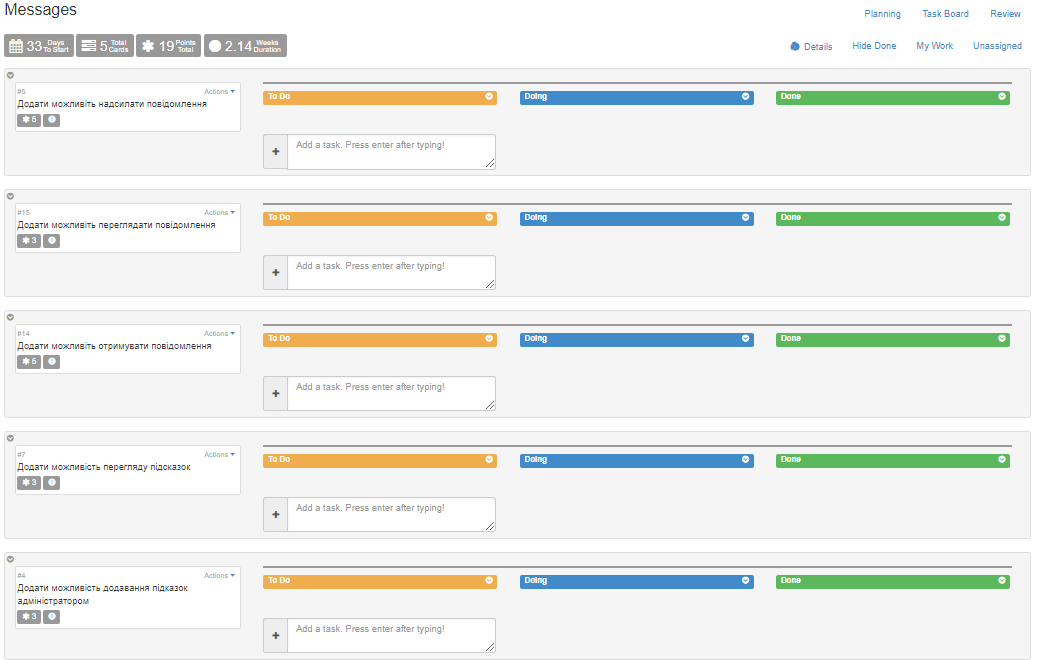 Messages
Planning Task Board Review
33 Days To Start 5 Total Cards 19 Points Total 2.14 Weeks Duration
Details Hide Done My Work Unassigned
#5 Actions
Додати можливіть надсилати повідомлення
5
To Do Doing Done
Add a task. Press enter after typing!
#15 Actions
Додати можливіть переглядати повідомлення
3
To Do Doing Done
Add a task. Press enter after typing!
#14 Actions
Додати можливіть отримувати повідомлення
5
To Do Doing Done
Add a task. Press enter after typing!
#7 Actions
Додати можливість перегляду підсказок
3
To Do Doing Done
Add a task. Press enter after typing!
#4 Actions
Додати можливість додавання підказок
адміністратором
3
To Do Doing Done
Add a task. Press enter after typing!